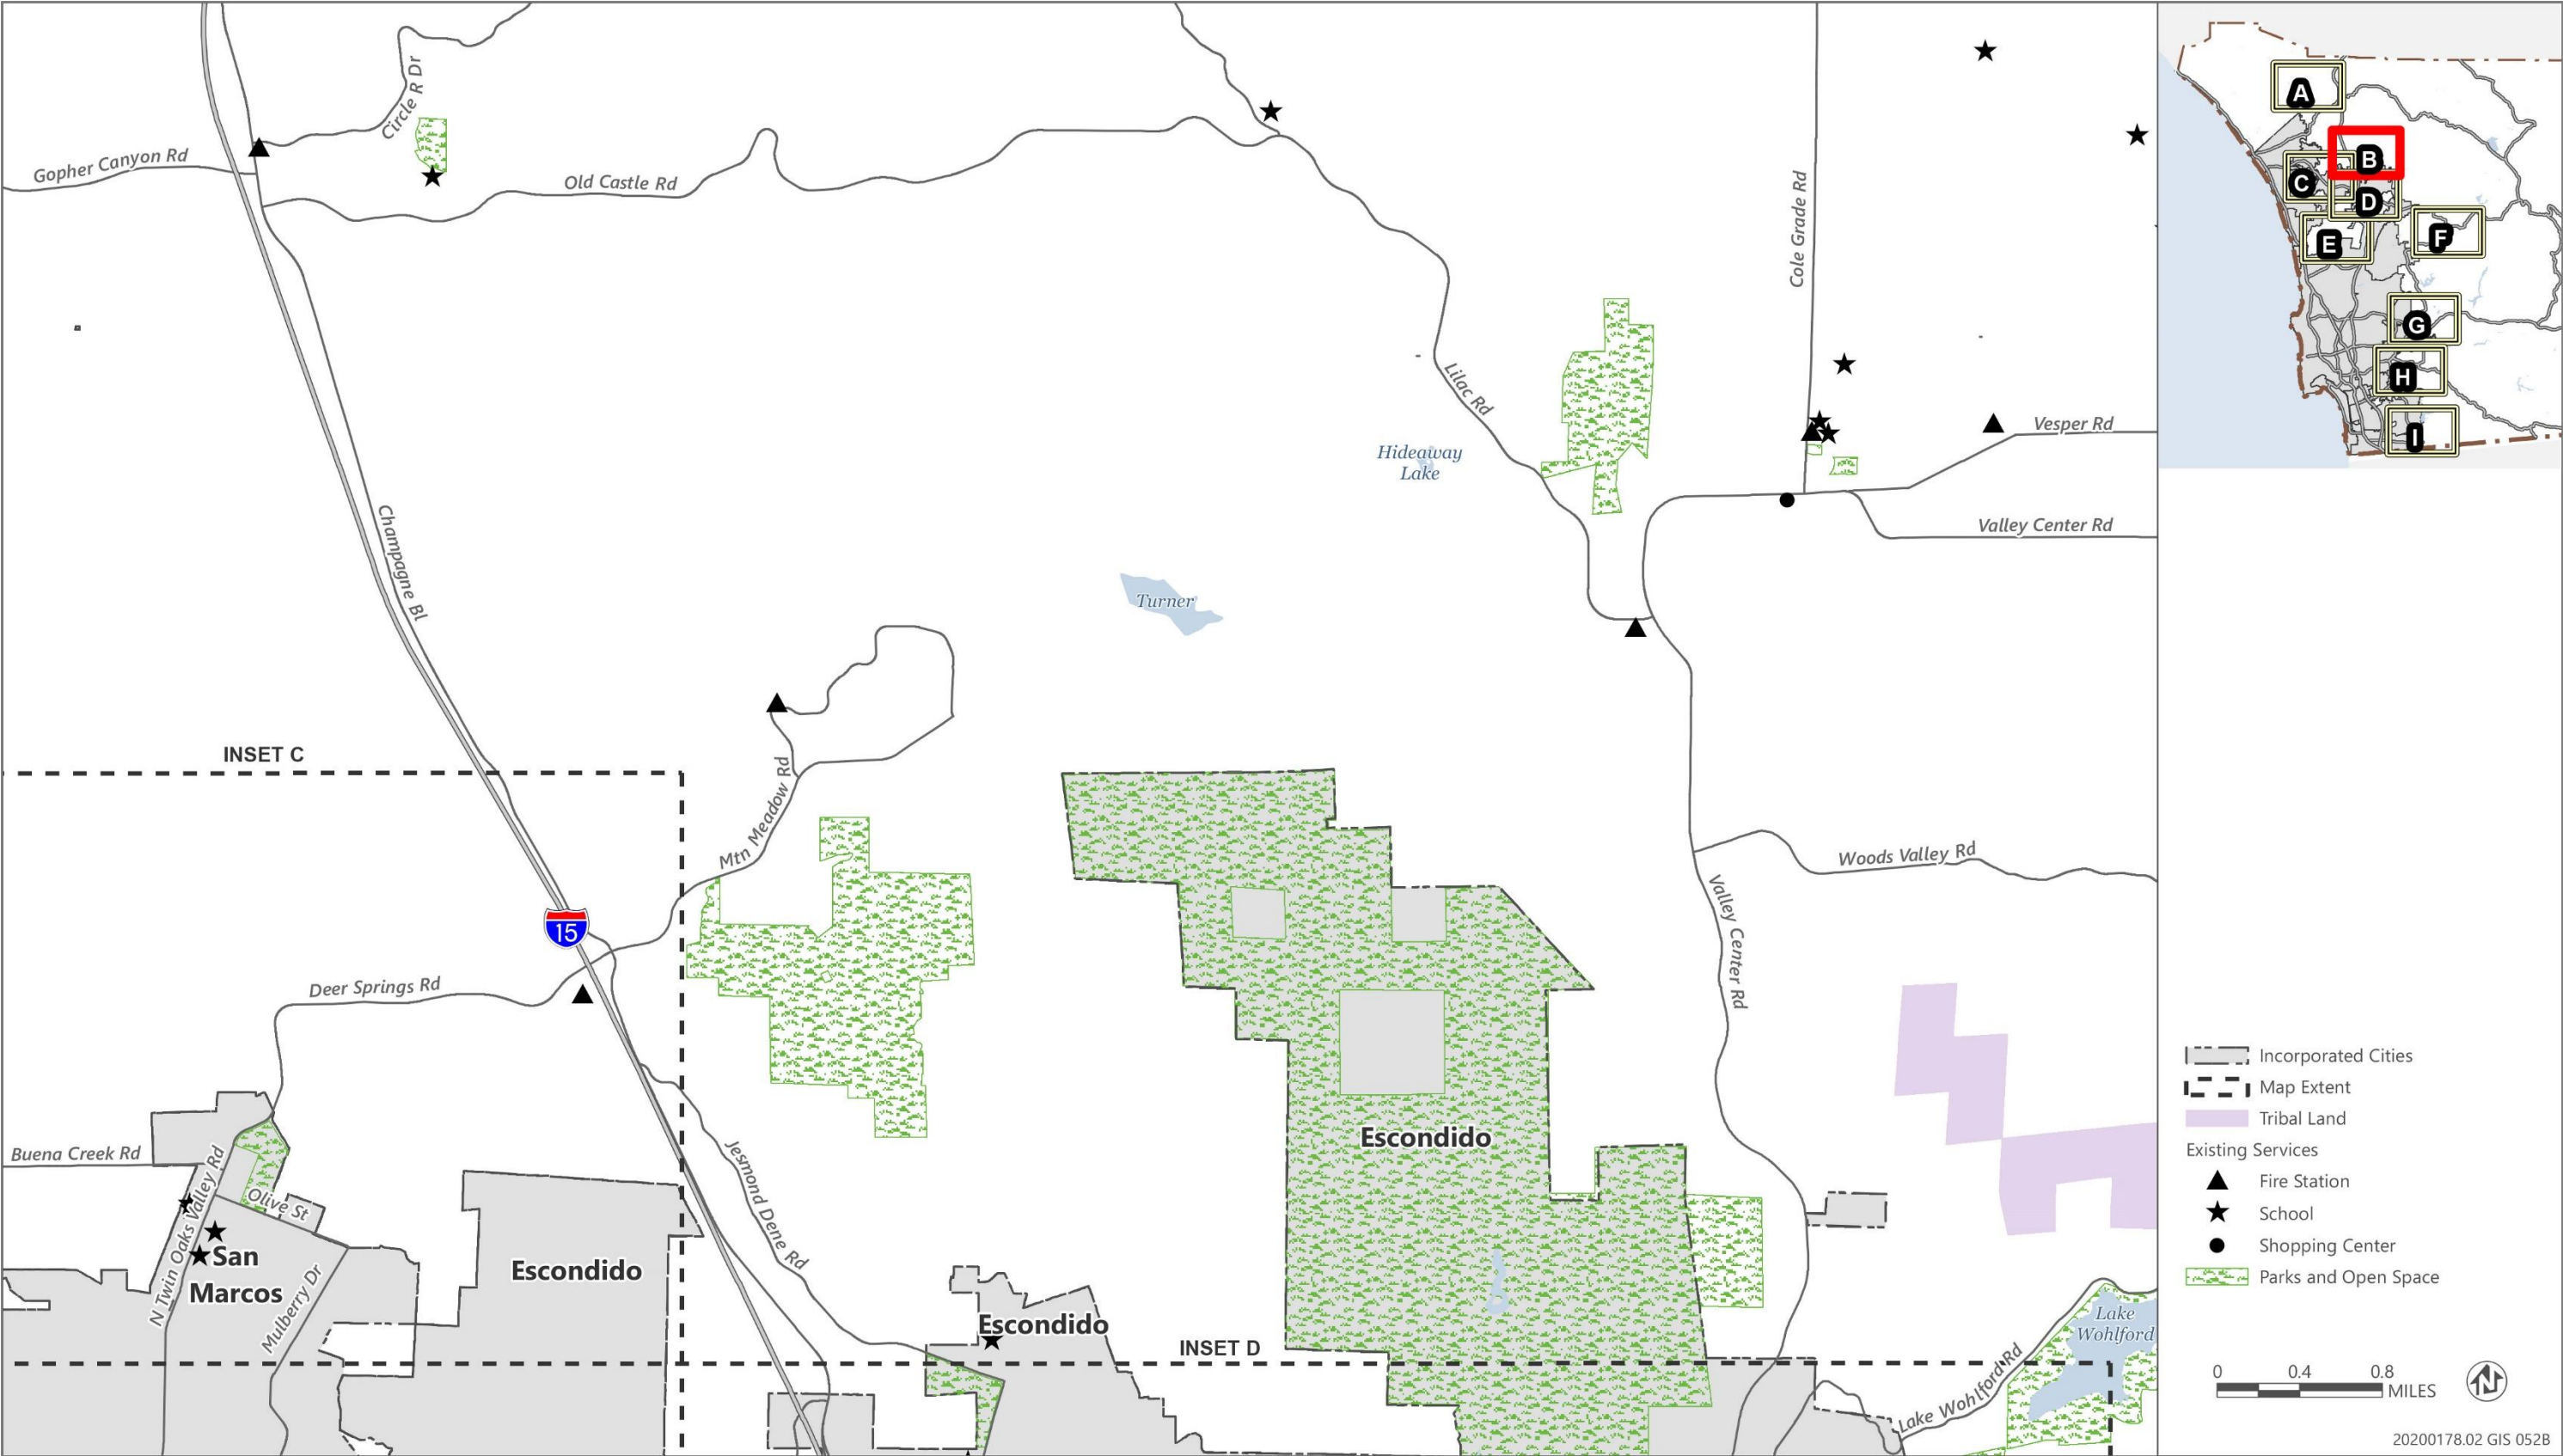 Circle R Dr
Gopher Canyon Rd
Old Castle Rd
Cole Grade Rd
Lilac Rd
Vesper Rd
Hideaway
Lake
Valley Center Rd
Champagne Bl
Turner
INSET C
Mtn Meadow Rd
Woods Valley Rd
15
Valley Center Rd
Deer Springs Rd
Escondido
Buena Creek Rd
N Twin Oaks Valley Rd
Olive St
Jesmond Dene Rd
San
Marcos
Mulberry Dr
Escondido
Escondido
INSET D
Lake
Wohlford
Lake Wohlford Rd
A
B
C
D
E
F
G
H
I
Incorporated Cities
Map Extent
Tribal Land
Existing Services
Fire Station
School
Shopping Center
Parks and Open Space
0 0.4 0.8
MILES
N
20200178.02 GIS 052B